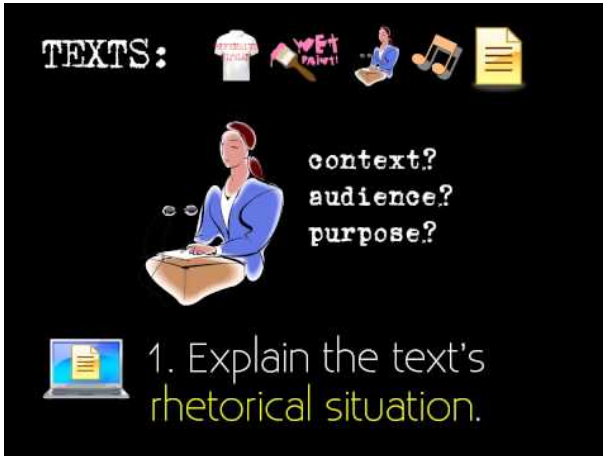 TEXTS:
WET
PAINT!
context?
audience?
purpose?
1. Explain the text's
rhetorical situation.